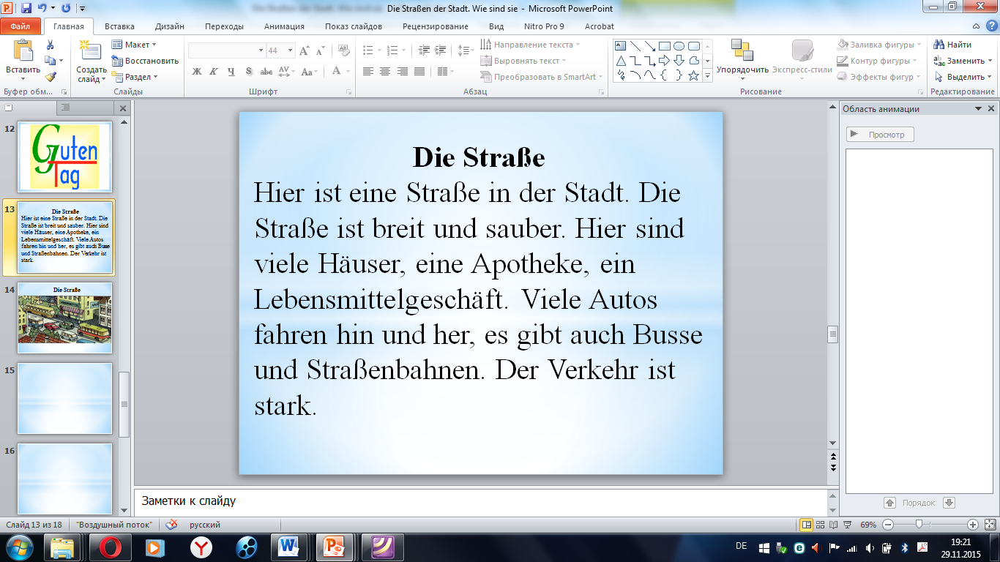 Die Straßen der Stadt. Wie sind sie - Microsoft PowerPoint
Файл Главная Вставка Дизайн Переходы Анимация Показ слайдов Рецензирование Вид Nitro Pro 9 Acrobat
Вставить
Буфер обм...
Создать слайд
Макет
Восстановить
Раздел
Слайды
44
Ж К Ч S abc AV Aa A
Шрифт
Направление текста
Выровнять текст
Преобразовать в SmartArt
Абзац
Упорядочить
Экспресс-стили
Заливка фигуры
Контур фигуры
Эффекты фигур
Рисование
Найти
Заменить
Выделить
Редактирование
12
Guten
Tag
13
Die Straße
Hier ist eine Straße in der Stadt. Die
Straße ist breit und sauber. Hier sind
viele Häuser, eine Apotheke, ein
Lebensmittelgeschäft. Viele Autos
fahren hin und her, es gibt auch Busse
und Straßenbahnen. Der Verkehr ist
stark.
14
Die Straße
15
16
Die Straße
Hier ist eine Straße in der Stadt. Die
Straße ist breit und sauber. Hier sind
viele Häuser, eine Apotheke, ein
Lebensmittelgeschäft. Viele Autos
fahren hin und her, es gibt auch Busse
und Straßenbahnen. Der Verkehr ist
stark.
Область анимации
Просмотр
Порядок
Заметки к слайду
Слайд 13 из 18 "Воздушный поток" русский 69%
DE
19:21
29.11.2015